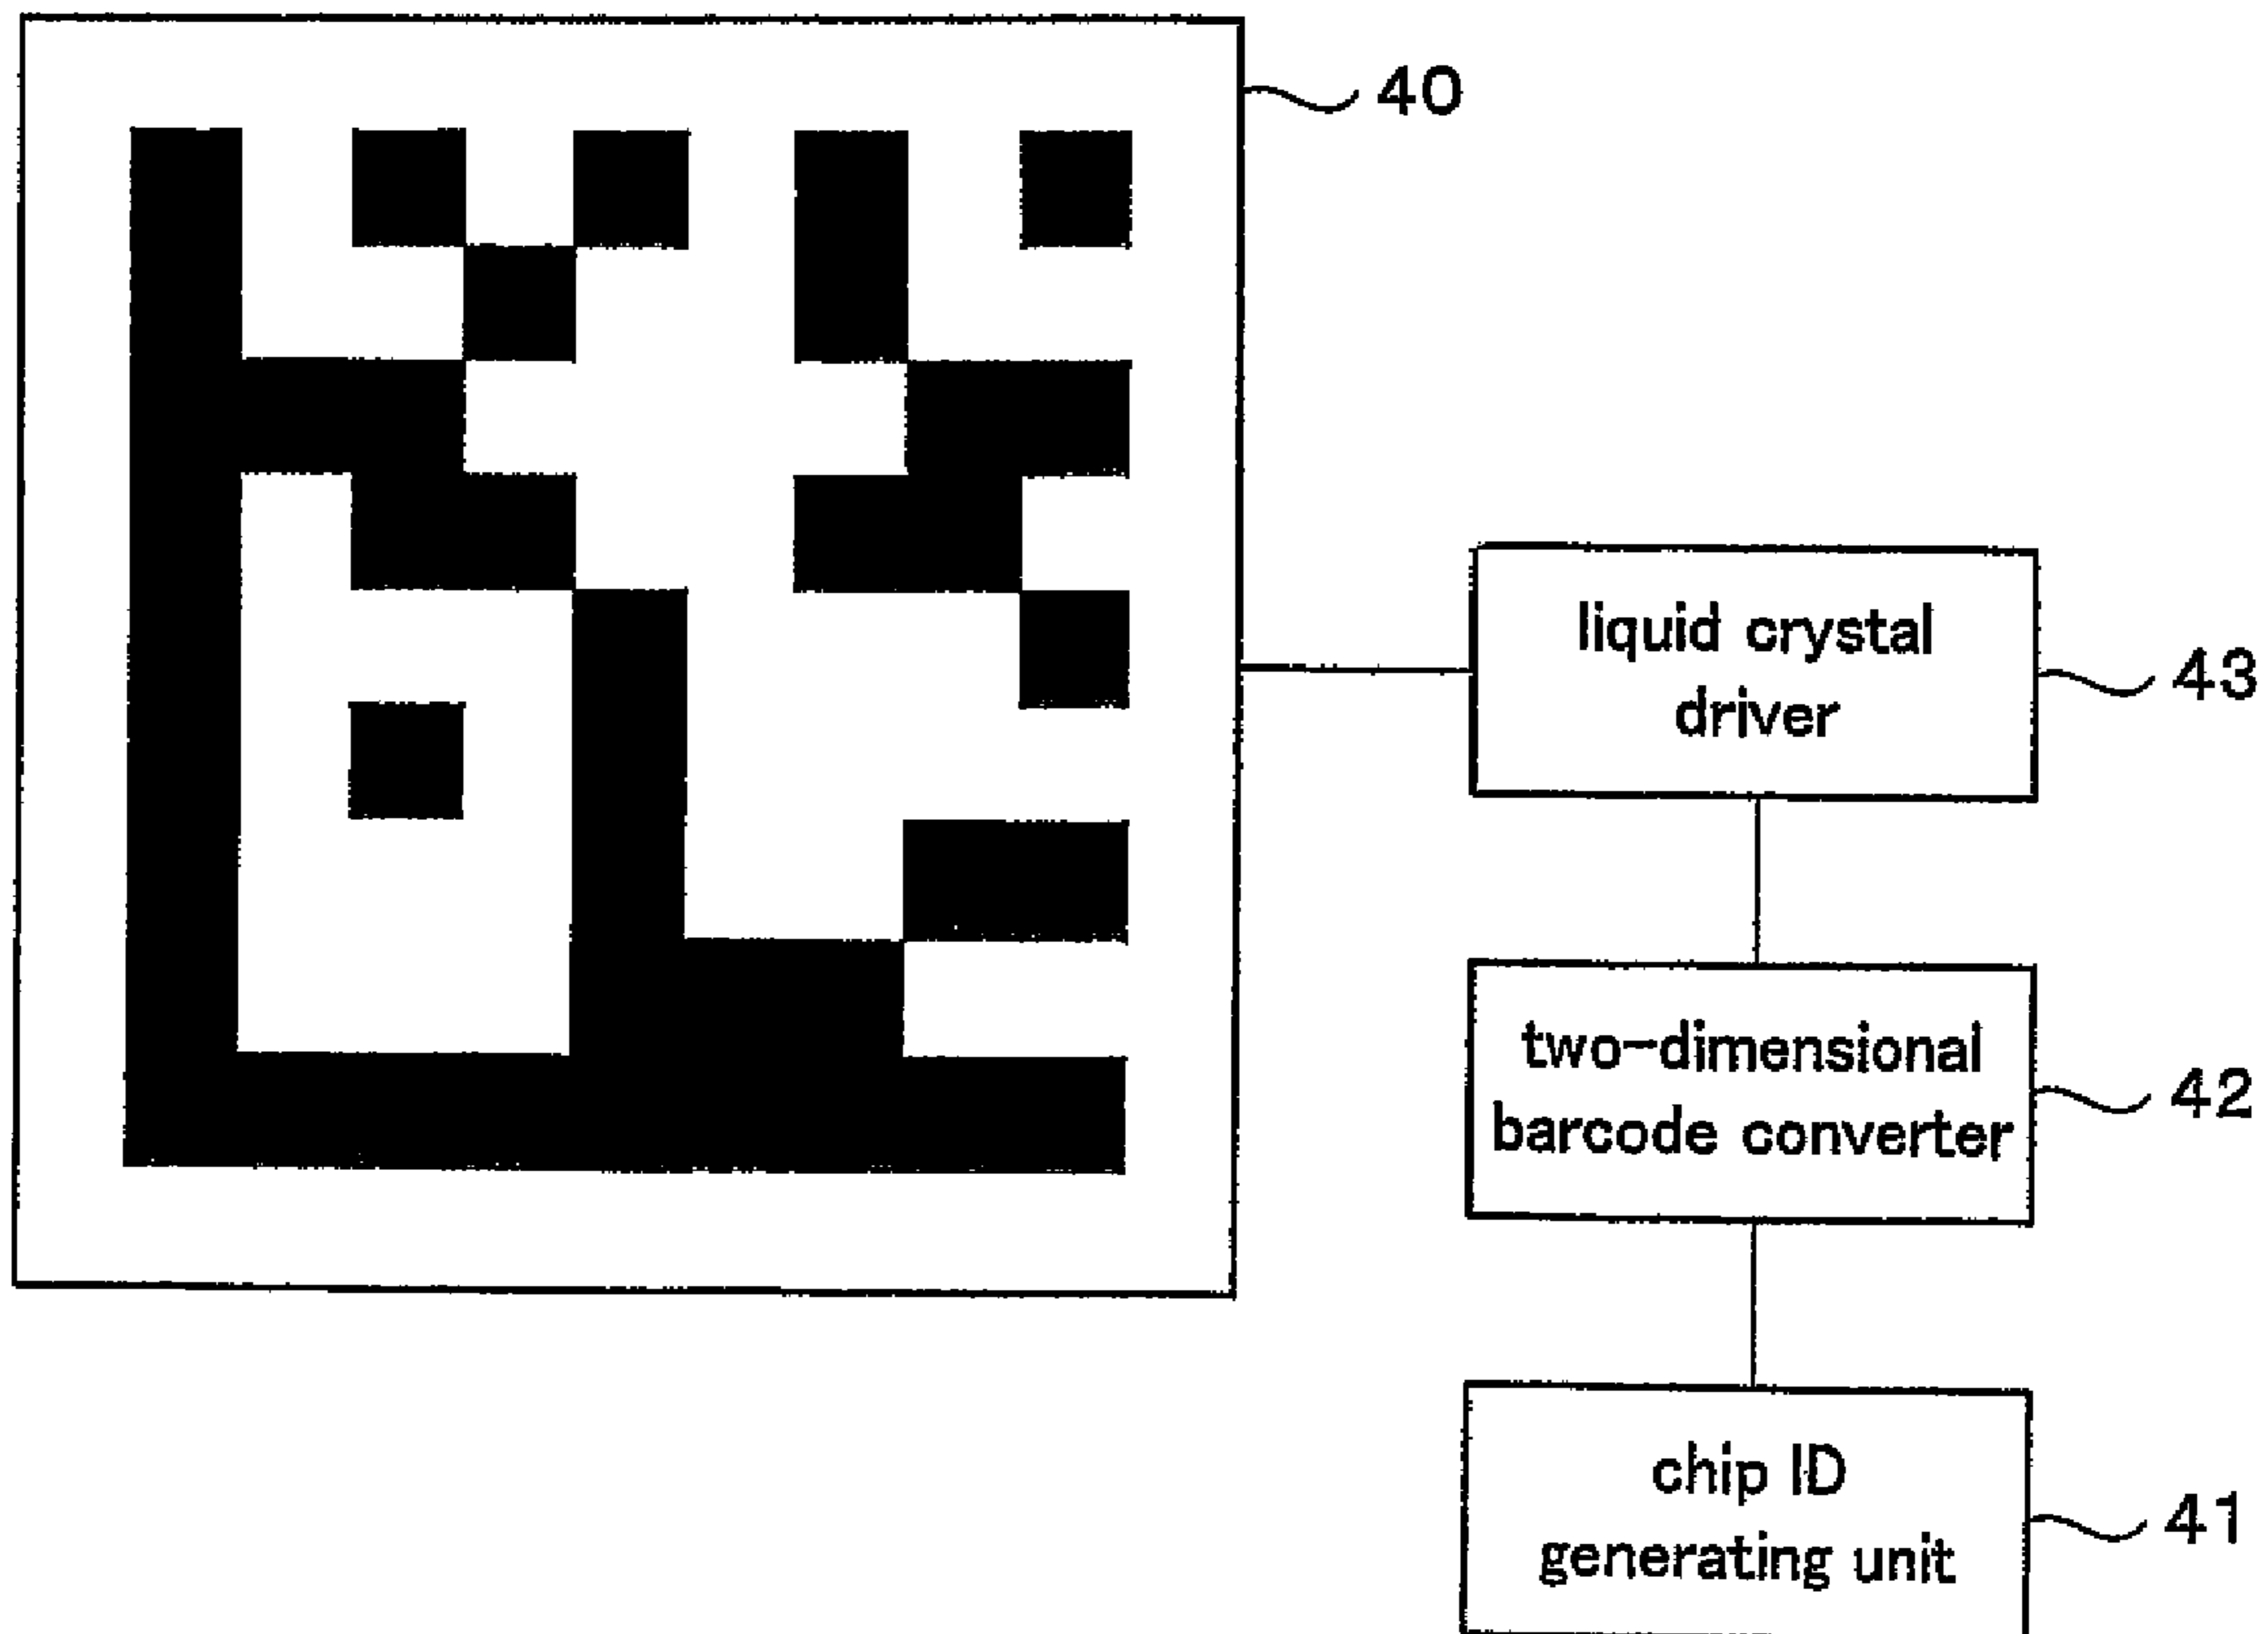 40
liquid crystal
driver
43
two-dimensional
barcode converter
42
chip ID
generating unit
41